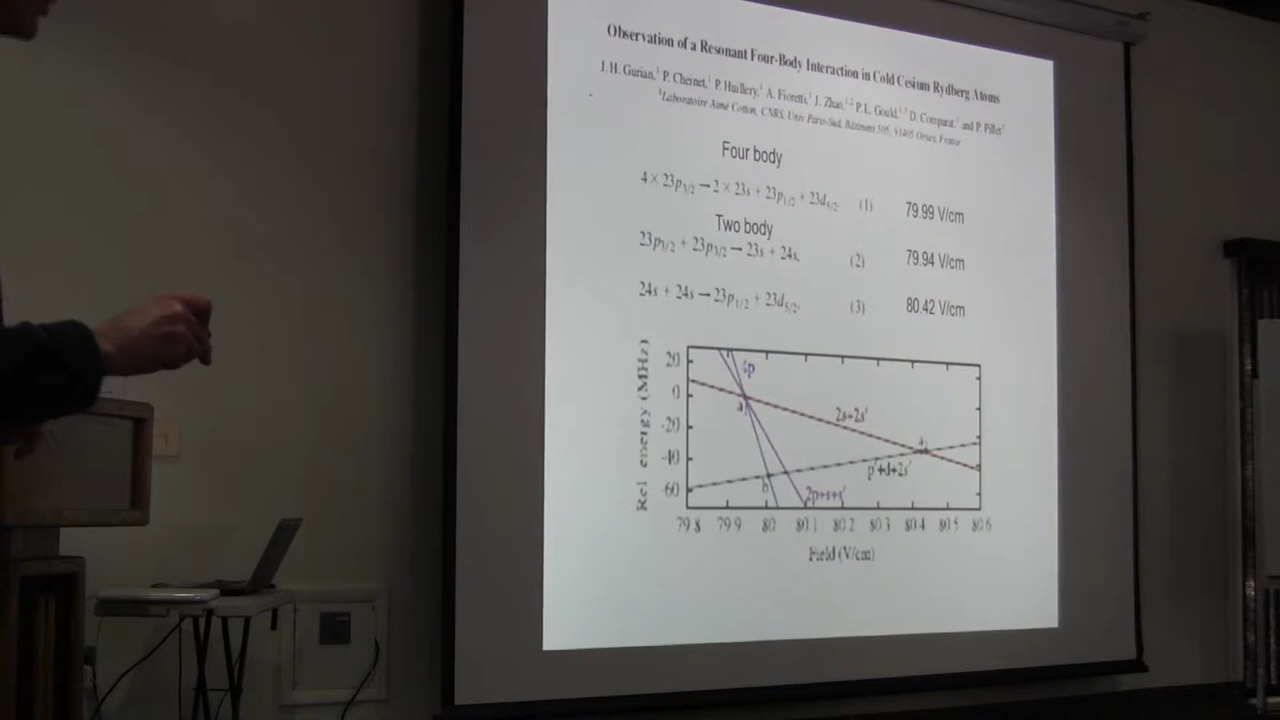 Observation of a Resonant Four-Body Interaction in Cold Cesium Rydberg Atoms
J. H. Gurian,¹ P. Cheinet,¹ P. Huillery,¹ A. Fioretti,¹ J. Zhao,¹,² P. L. Gould,¹,³ D. Comparat,¹ and P. Pillet¹
¹Laboratoire Aimé Cotton, CNRS, Univ Paris-Sud, Bâtiment 505, 91405 Orsay, France
Four body
4 × 23p3/2 → 2 × 23s + 23p1/2 + 23d5/2. (1) 79.99 V/cm
Two body
23p3/2 + 23p3/2 → 23s + 24s. (2) 79.94 V/cm
24s + 24s → 23p1/2 + 23d5/2. (3) 80.42 V/cm
Rel energy (MHz)
20
0
-20
-40
-60
4p
a1
2s+2s'
p'+d+2s'
b
2p+s+s'
79.8 79.9 80 80.1 80.2 80.3 80.4 80.5 80.6
Field (V/cm)